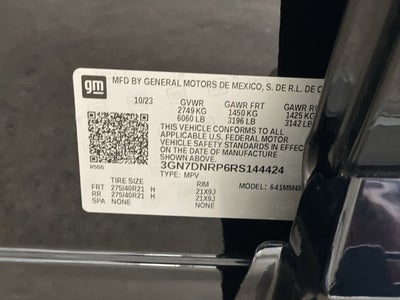 gm MFD BY GENERAL MOTORS DE MEXICO, S. DE R.L. DE C
10/23 GVWR GAWR FRT GAWR R
2749 KG 1450 KG 1425 KG
6060 LB 3196 LB 3142 LB
THIS VEHICLE CONFORMS TO ALL
APPLICABLE U.S. FEDERAL MOTOR
VEHICLE SAFETY STANDARDS
IN EFFECT ON THE DATE OF
MANUFACTURE SHOWN ABOVE.
3GN7DNRP6RS144424
TYPE: MPV MODEL: 641MM46
TIRE SIZE RIM
FRT 275/40R21 H 21X9J
RR 275/40R21 H 21X9J
SPA NONE NONE